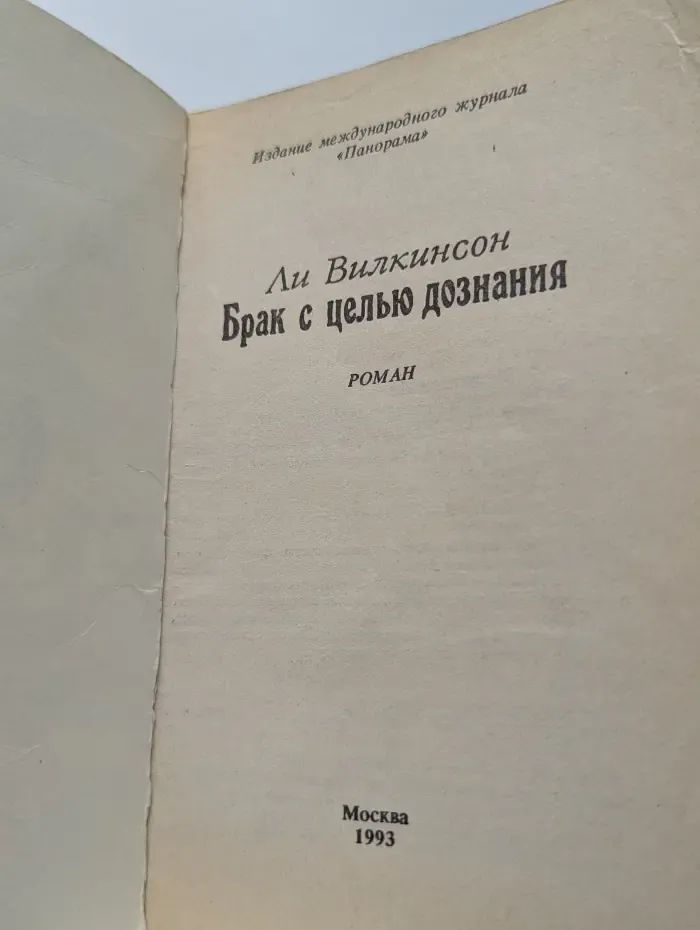 Издание международного журнала
«Панорама»
Ли Вилкинсон
Брак с целью дознания
РОМАН
Москва
1993